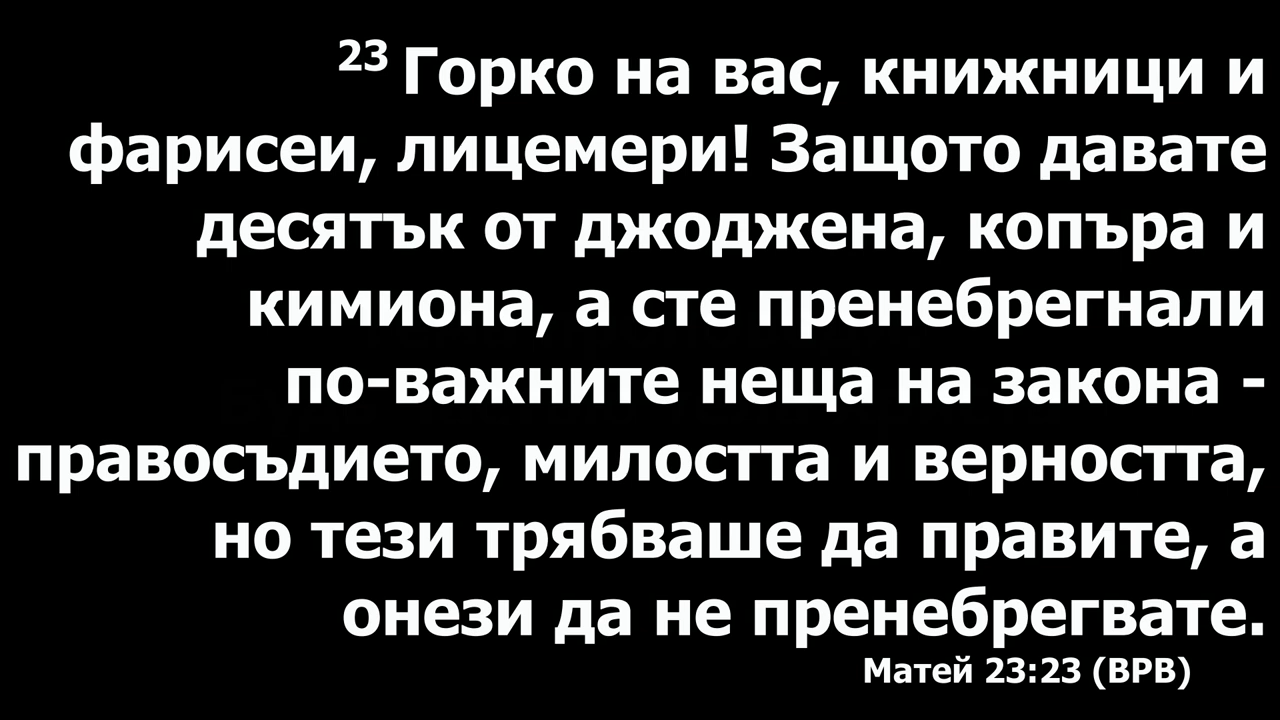 23 Горко на вас, книжници и
фарисеи, лицемери! Защото давате
десятък от джоджена, копъра и
кимиона, а сте пренебрегнали
по-важните неща на закона -
правосъдието, милостта и верността,
но тези трябваше да правите, а
онези да не пренебрегвате.
Матей 23:23 (ВРВ)